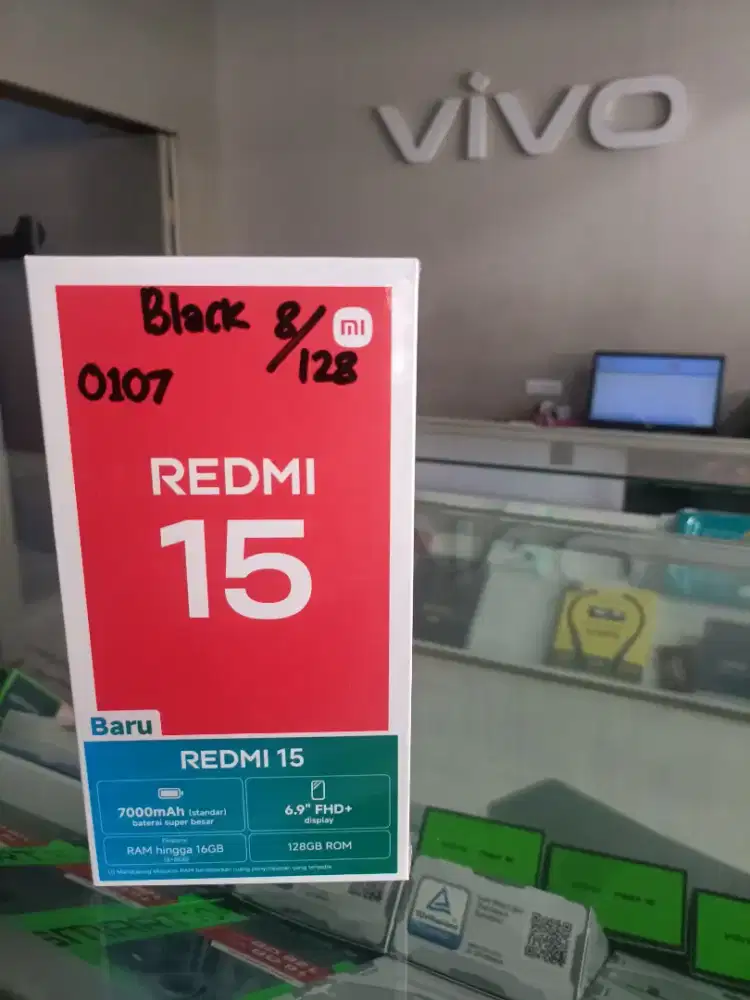 vivo
Black 8/128
mi
0107
REDMI
15
Baru
REDMI 15
7000mAh (standar)
baterai super besar
6.9" FHD+
display
RAM hingga 16GB
128GB ROM